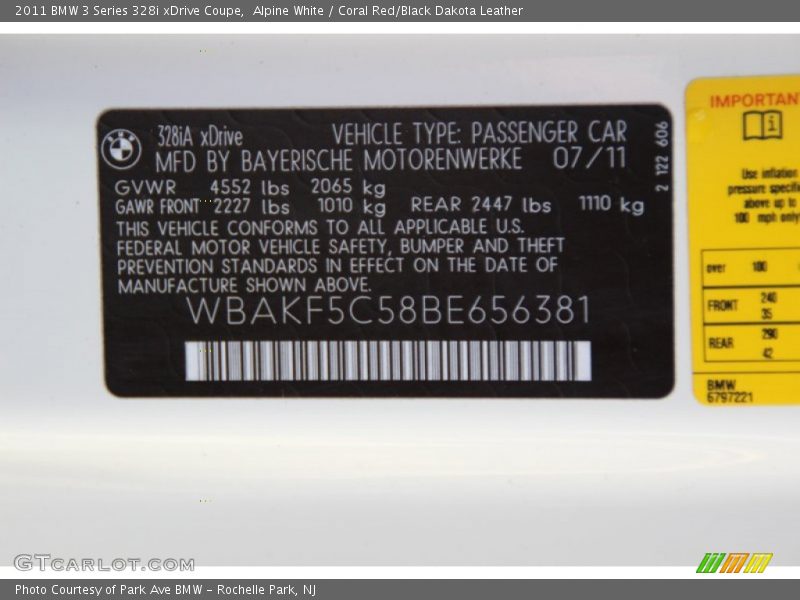 2011 BMW 3 Series 328i xDrive Coupe,  Alpine White / Coral Red/Black Dakota Leather
328iA xDrive VEHICLE TYPE: PASSENGER CAR
MFD BY BAYERISCHE MOTORENWERKE 07/11
GVWR 4552 lbs 2065 kg
GAWR FRONT 2227 lbs 1010 kg REAR 2447 lbs 1110 kg
THIS VEHICLE CONFORMS TO ALL APPLICABLE U.S.
FEDERAL MOTOR VEHICLE SAFETY, BUMPER AND THEFT
PREVENTION STANDARDS IN EFFECT ON THE DATE OF
MANUFACTURE SHOWN ABOVE.
WBAKF5C58BE656381
2 122 606
IMPORTANT
Use inflation
pressure specifie
above up to
100 mph only
over 100
FRONT 240
35
REAR 290
42
BMW
6797221
GTCARLOT.COM
Photo Courtesy of Park Ave BMW - Rochelle Park, NJ